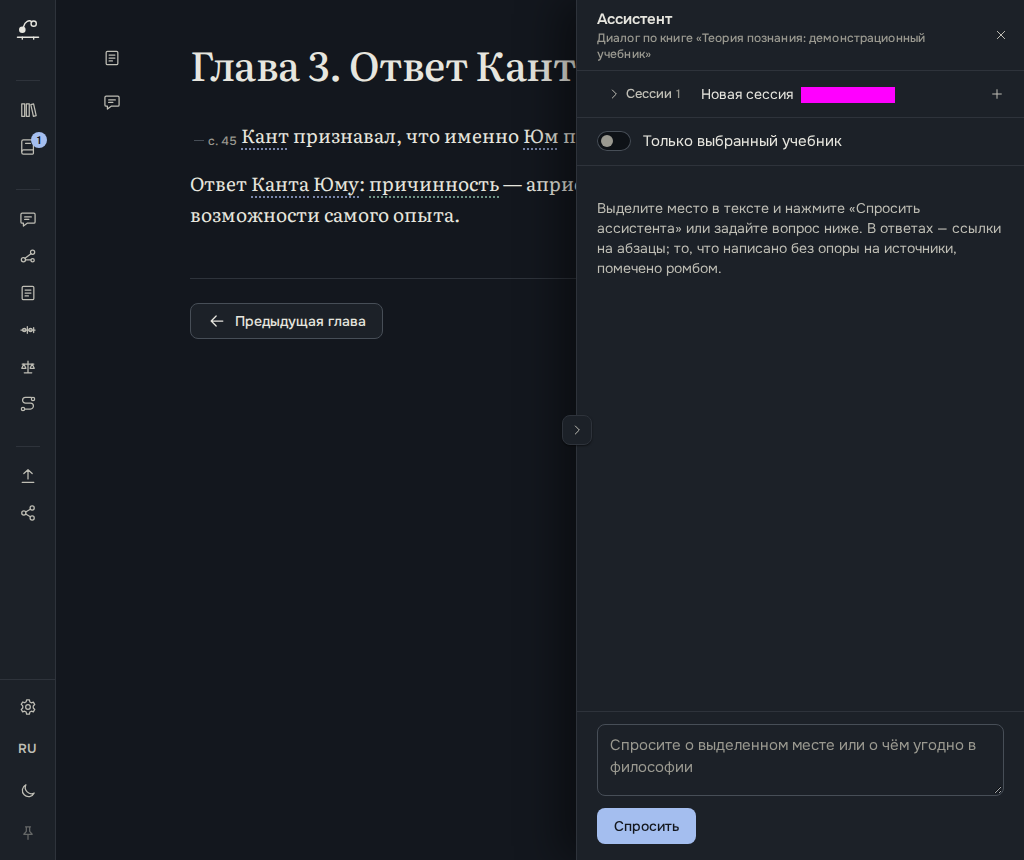 1
RU
Глава 3. Ответ Кант
с. 45 Кант признавал, что именно Юм
Ответ Канта Юму: причинность — апри
возможности самого опыта.
Предыдущая глава
Ассистент
Диалог по книге «Теория познания: демонстрационный
учебник»
Сессии 1 Новая сессия
Только выбранный учебник
Выделите место в тексте и нажмите «Спросить
ассистента» или задайте вопрос ниже. В ответах — ссылки
на абзацы; то, что написано без опоры на источники,
помечено ромбом.
Спросите о выделенном месте или о чём угодно в
философии
Спросить